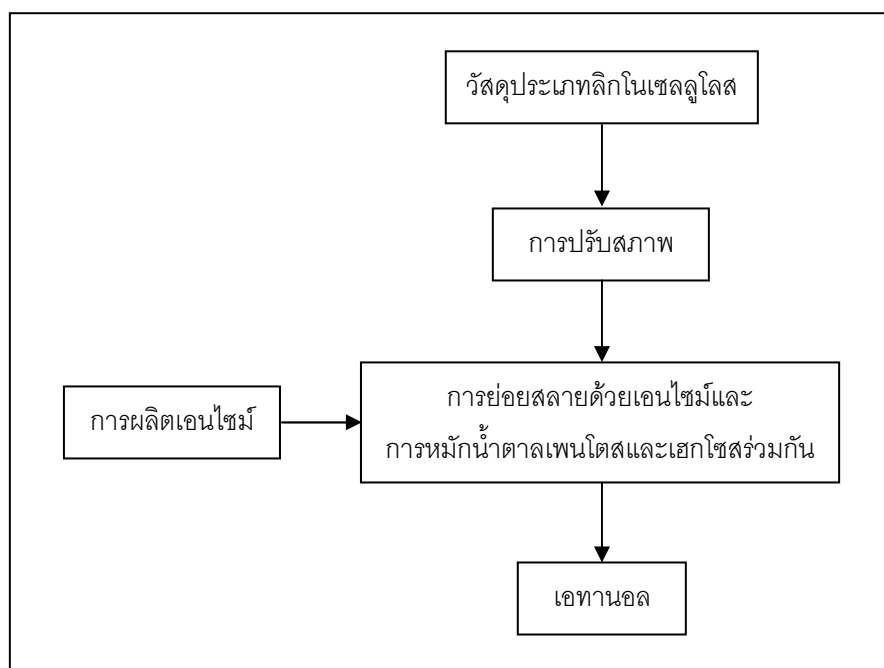 วัสดุประเภทลิกโนเซลลูโลส
การปรับสภาพ
การย่อยสลายด้วยเอนไซม์และ
การหมักน้ำตาลเพนโตสและเฮกโซสร่วมกัน
การผลิตเอนไซม์
เอทานอล